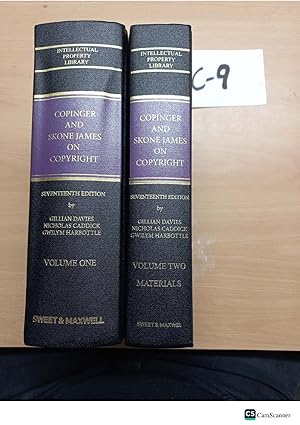 INTELLECTUAL
PROPERTY
LIBRARY
COPINGER
AND
SKONE JAMES
ON
COPYRIGHT
SEVENTEENTH EDITION
by
GILLIAN DAVIES
NICHOLAS CADDICK
GWILYM HARBOTTLE
VOLUME ONE
SWEET & MAXWELL
INTELLECTUAL
PROPERTY
LIBRARY
COPINGER
AND
SKONE JAMES
ON
COPYRIGHT
SEVENTEENTH EDITION
by
GILLIAN DAVIES
NICHOLAS CADDICK
GWILYM HARBOTTLE
VOLUME TWO
MATERIALS
SWEET & MAXWELL
C-9
CS CamScanner